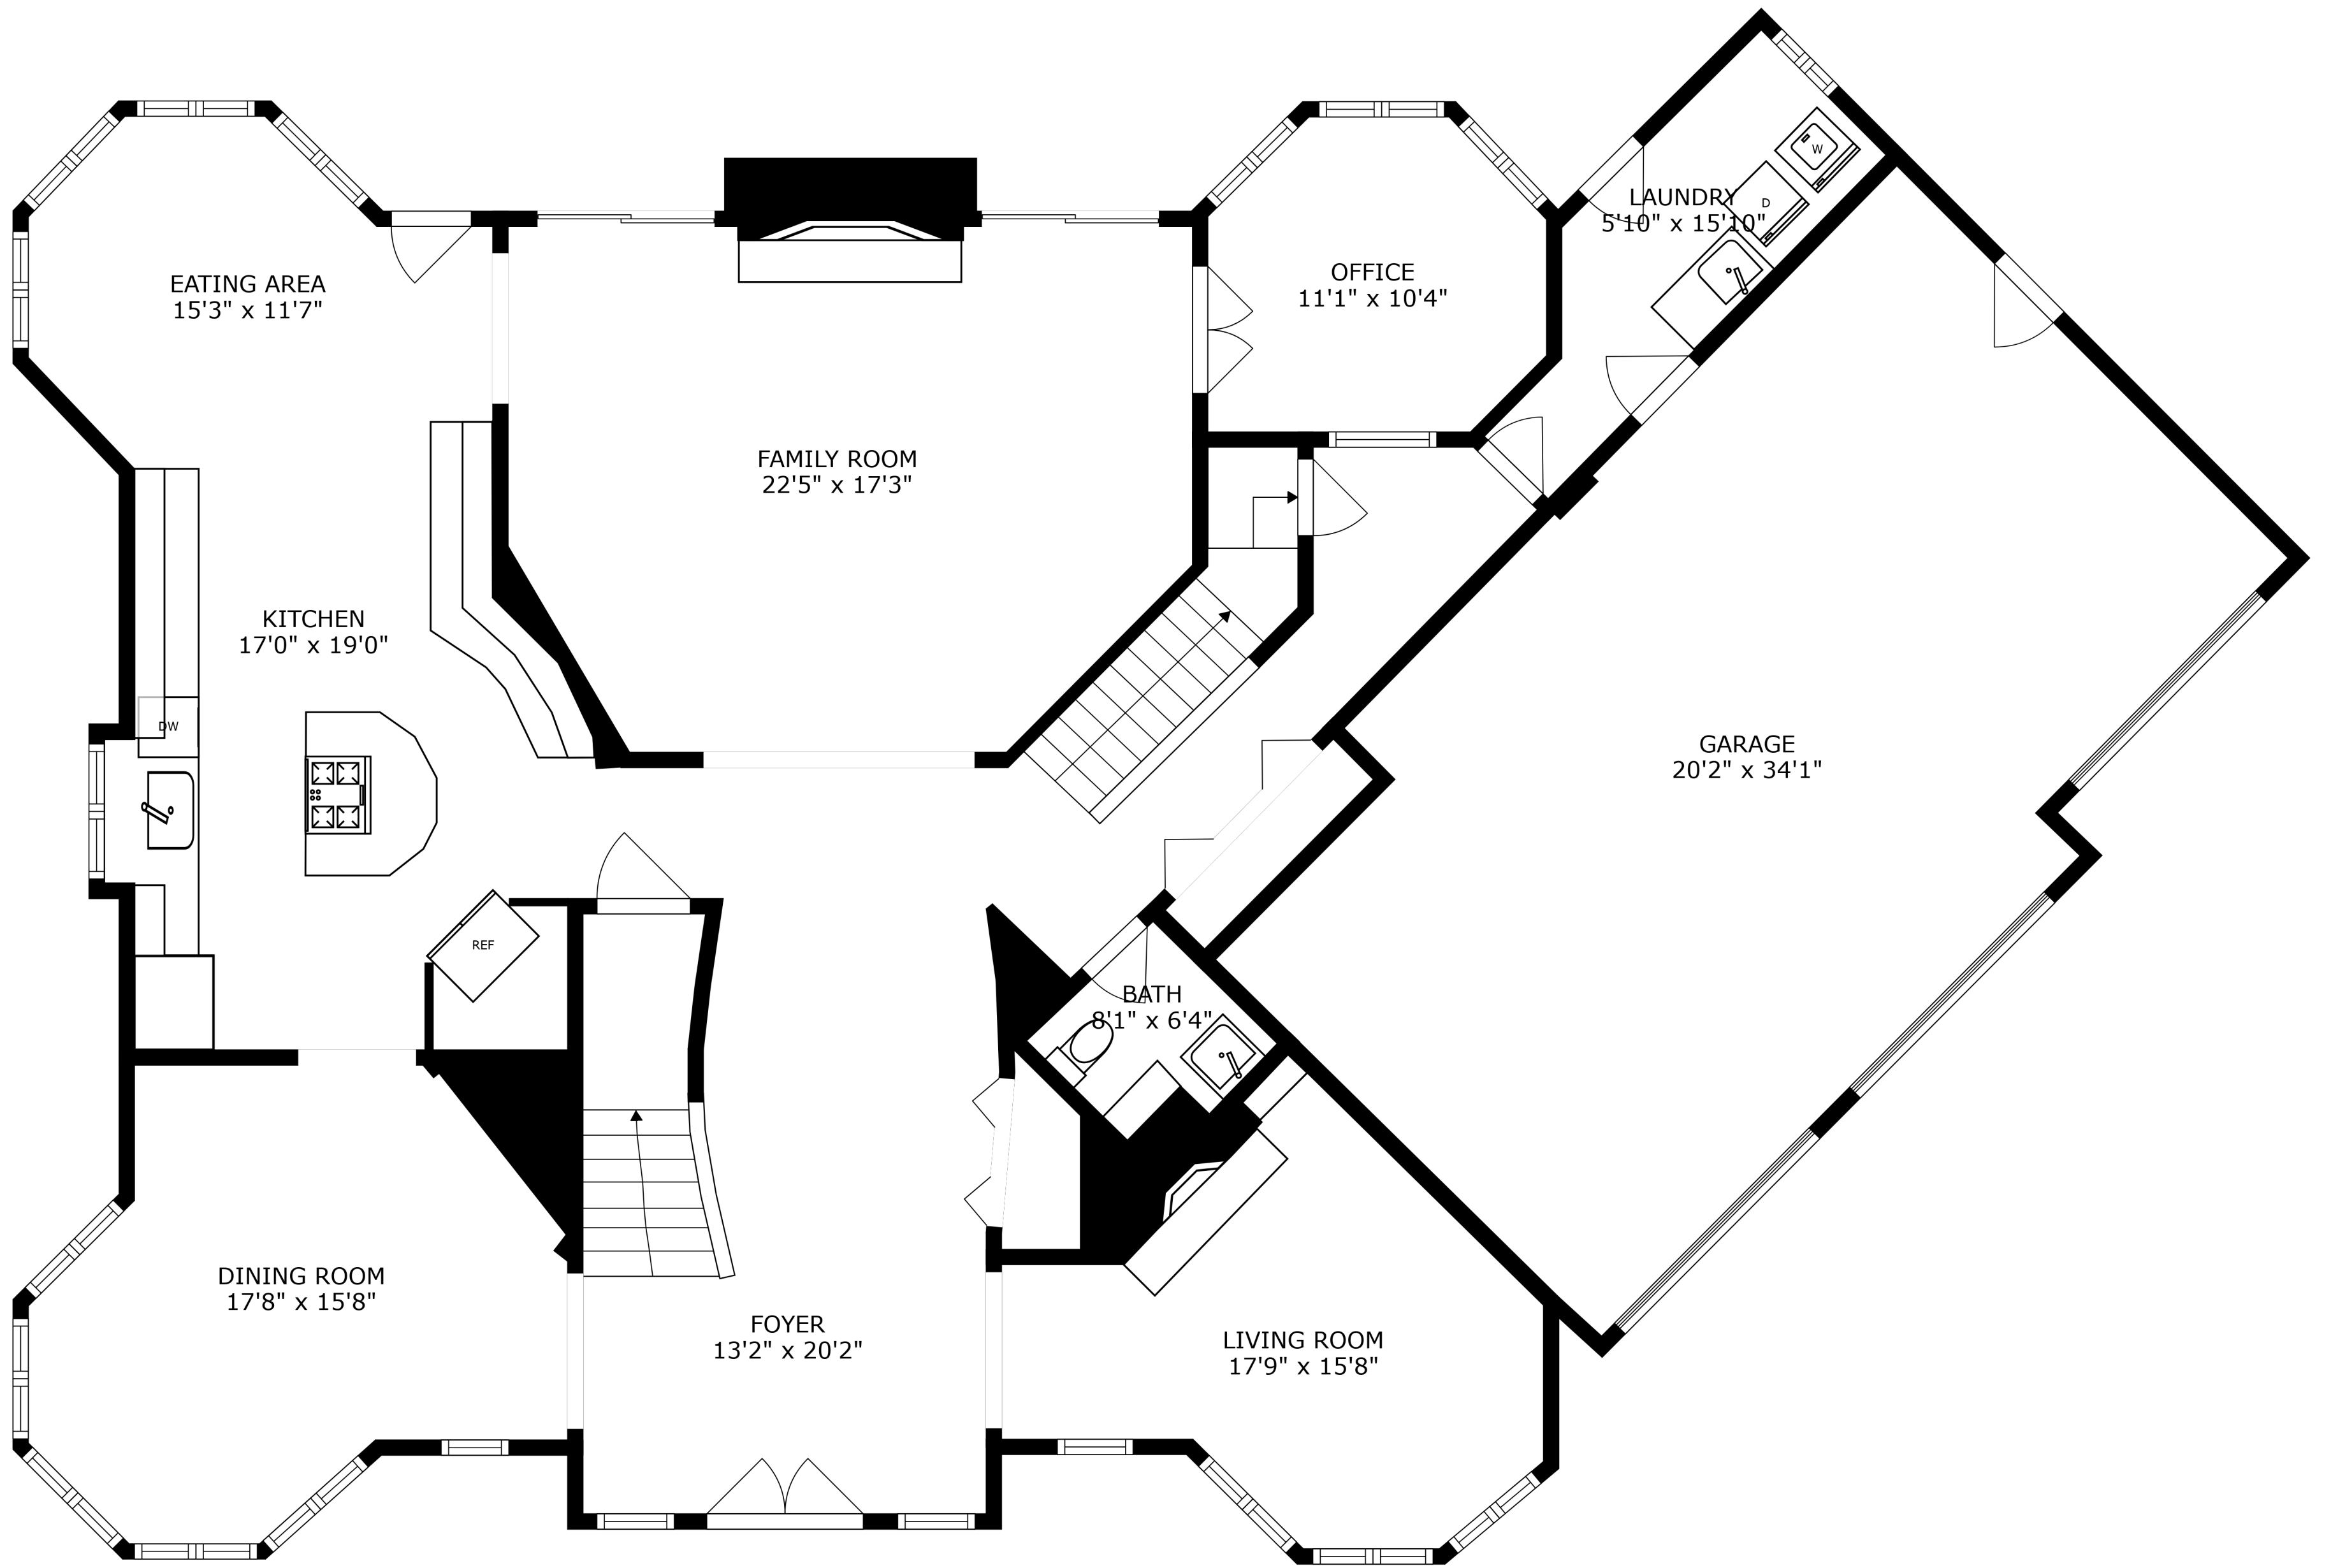 EATING AREA
15'3" x 11'7"
FAMILY ROOM
22'5" x 17'3"
OFFICE
11'1" x 10'4"
LAUNDRY
5'10" x 15'10"
W
D
KITCHEN
17'0" x 19'0"
DW
REF
GARAGE
20'2" x 34'1"
BATH
8'1" x 6'4"
DINING ROOM
17'8" x 15'8"
FOYER
13'2" x 20'2"
LIVING ROOM
17'9" x 15'8"